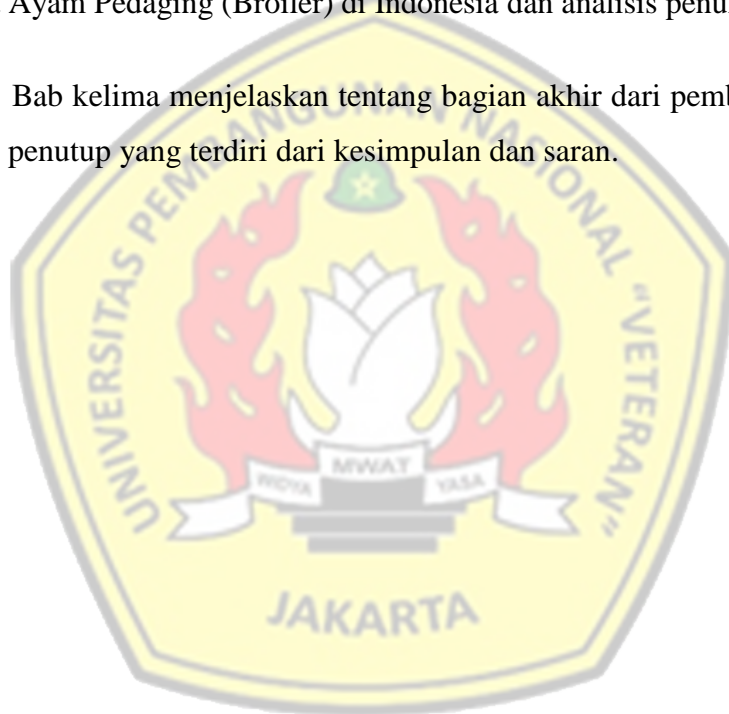 Ayam Pedaging (Broiler) di Indonesia dan analisis
Bab kelima menjelaskan tentang bagian akhir dari
penutup yang terdiri dari kesimpulan dan saran.
UNIVERSITAS PEMBANGUNAN NASIONAL "VETERAN"
WIDYA MWAT YASA
JAKARTA